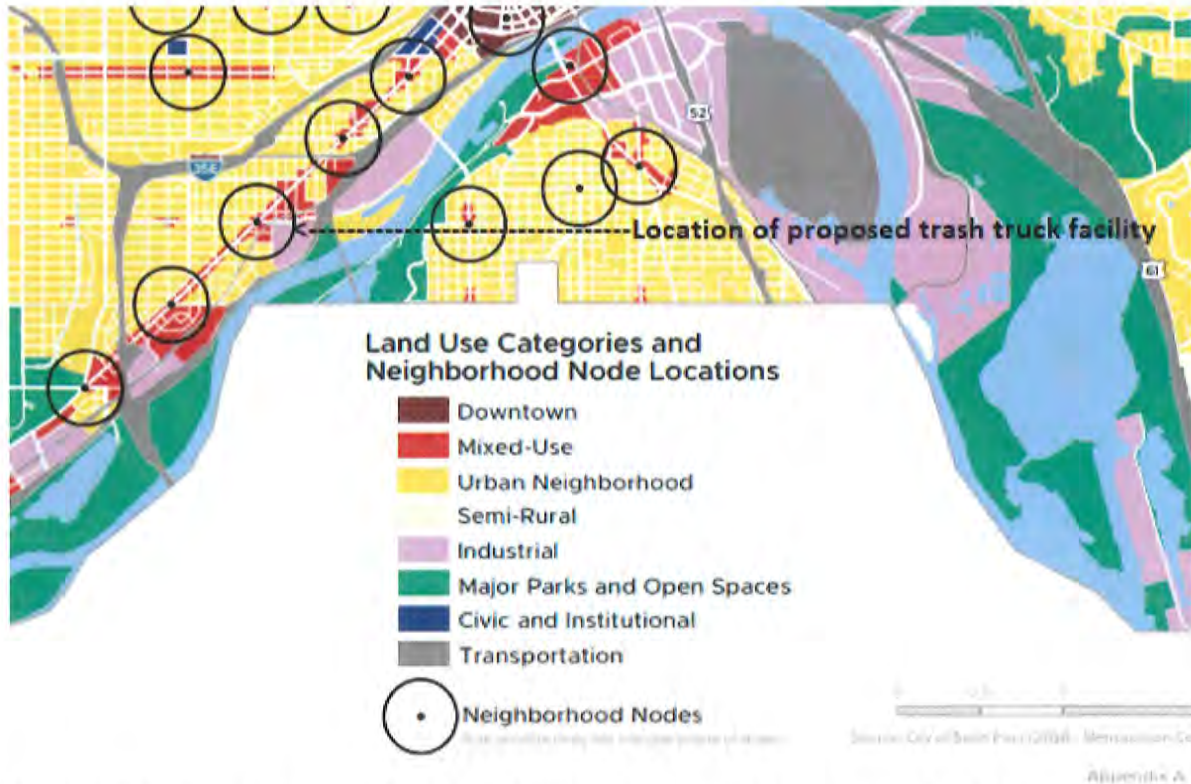 52
35E
Location of proposed trash truck facility
61
Land Use Categories and
Neighborhood Node Locations
Downtown
Mixed-Use
Urban Neighborhood
Semi-Rural
Industrial
Major Parks and Open Spaces
Civic and Institutional
Transportation
Neighborhood Nodes
Appendix A